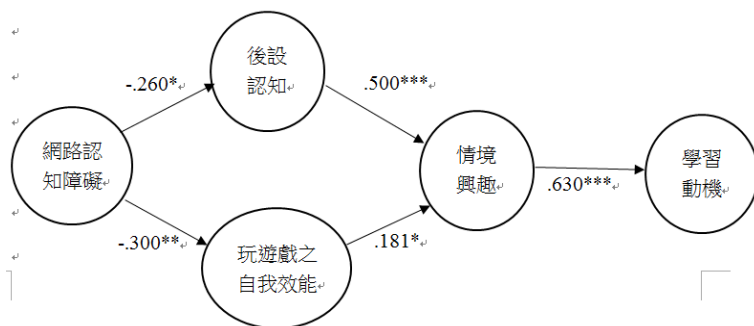 後設
認知
-.260*
.500***
網路認
知障礙
情境
興趣
.630***
學習
動機
-.300**
玩遊戲之
自我效能
.181*